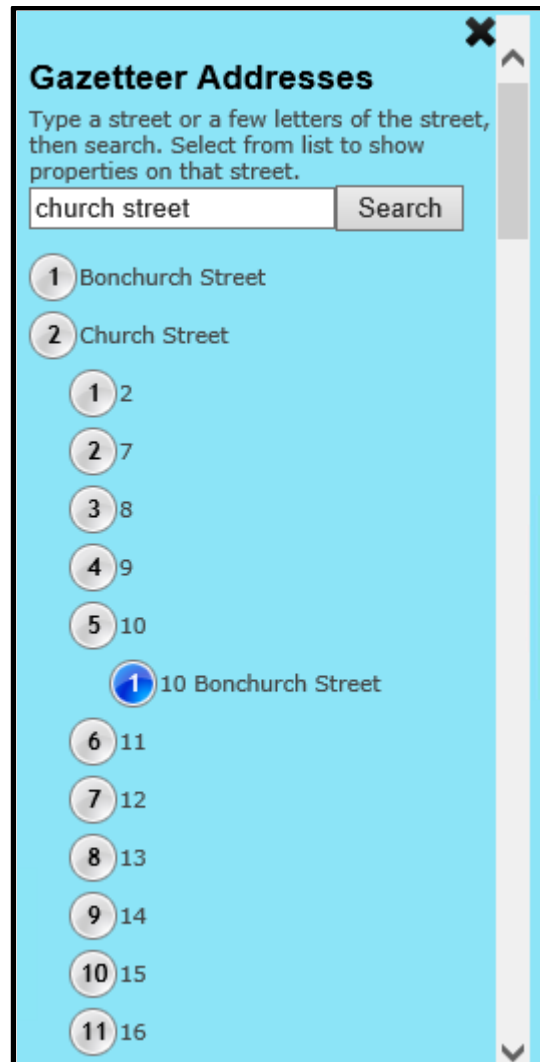 Gazetteer Addresses
Type a street or a few letters of the street,
then search. Select from list to show
properties on that street.
church street Search
1 Bonchurch Street
2 Church Street
1 2
2 7
3 8
4 9
5 10
1 10 Bonchurch Street
6 11
7 12
8 13
9 14
10 15
11 16